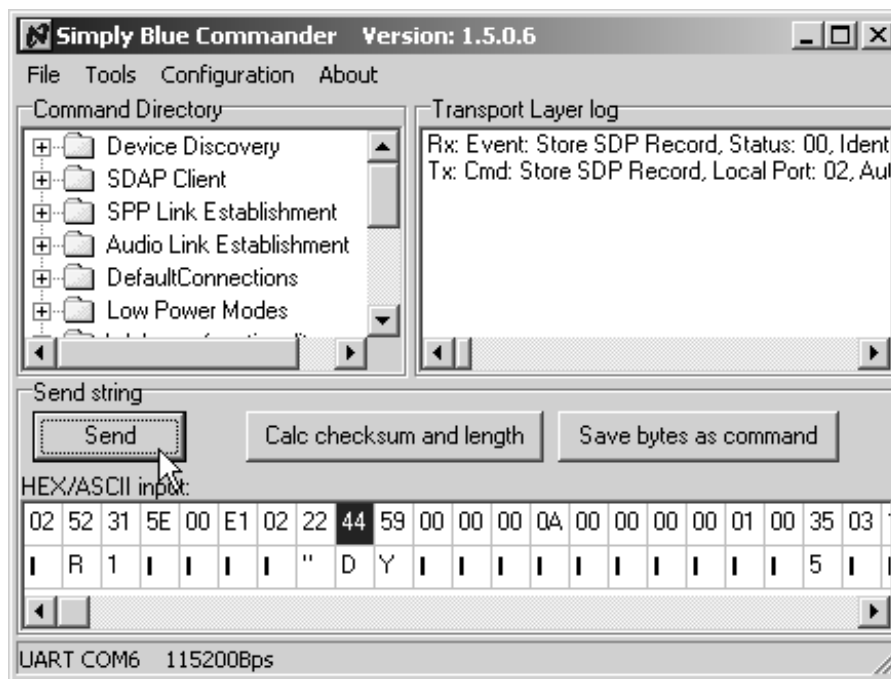 Simply Blue Commander Version: 1.5.0.6
File Tools Configuration About
Command Directory
Device Discovery
SDAP Client
SPP Link Establishment
Audio Link Establishment
DefaultConnections
Low Power Modes
Transport Layer log
Rx: Event: Store SDP Record, Status: 00, Ident
Tx: Cmd: Store SDP Record, Local Port: 02, Aut
Send string
Send Calc checksum and length Save bytes as command
HEX/ASCII input:
02 52 31 5E 00 E1 02 22 44 59 00 00 00 0A 00 00 00 00 01 00 35 03
R 1 " D Y 5
UART COM6 115200Bps